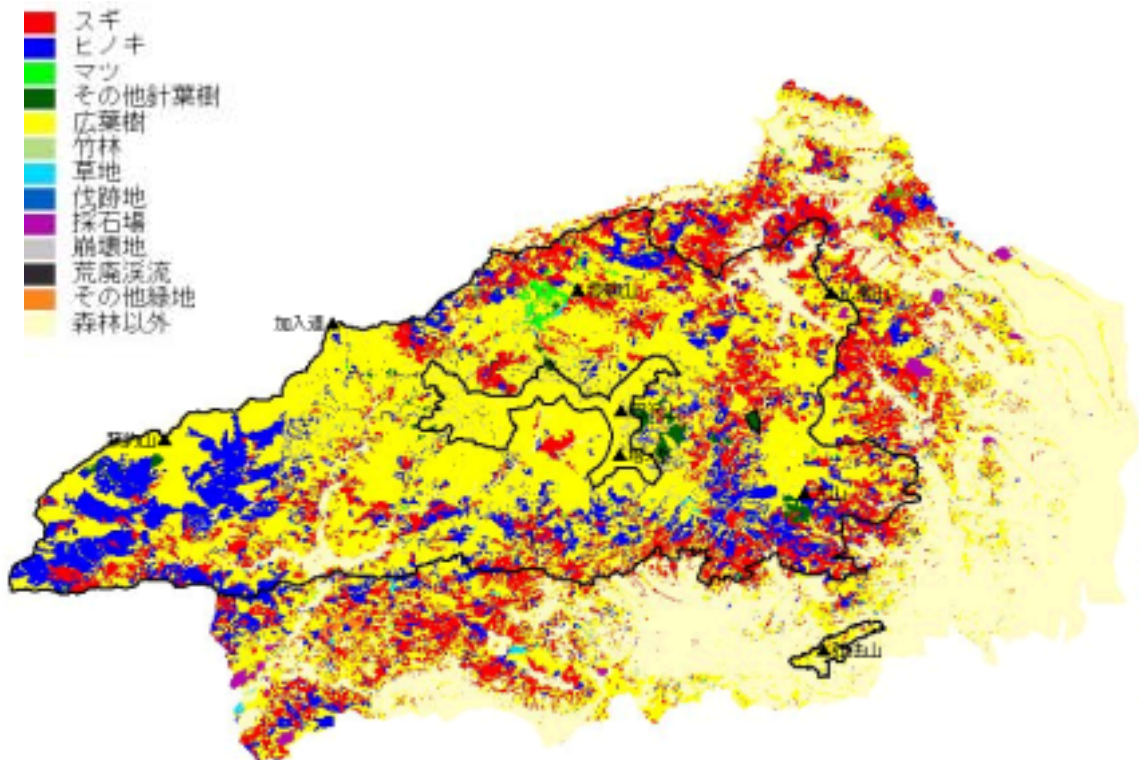 スギ
ヒノキ
マツ
その他針葉樹
広葉樹
竹林
草地
伐跡地
採石場
崩壊地
荒廃渓流
その他緑地
森林以外
加入道